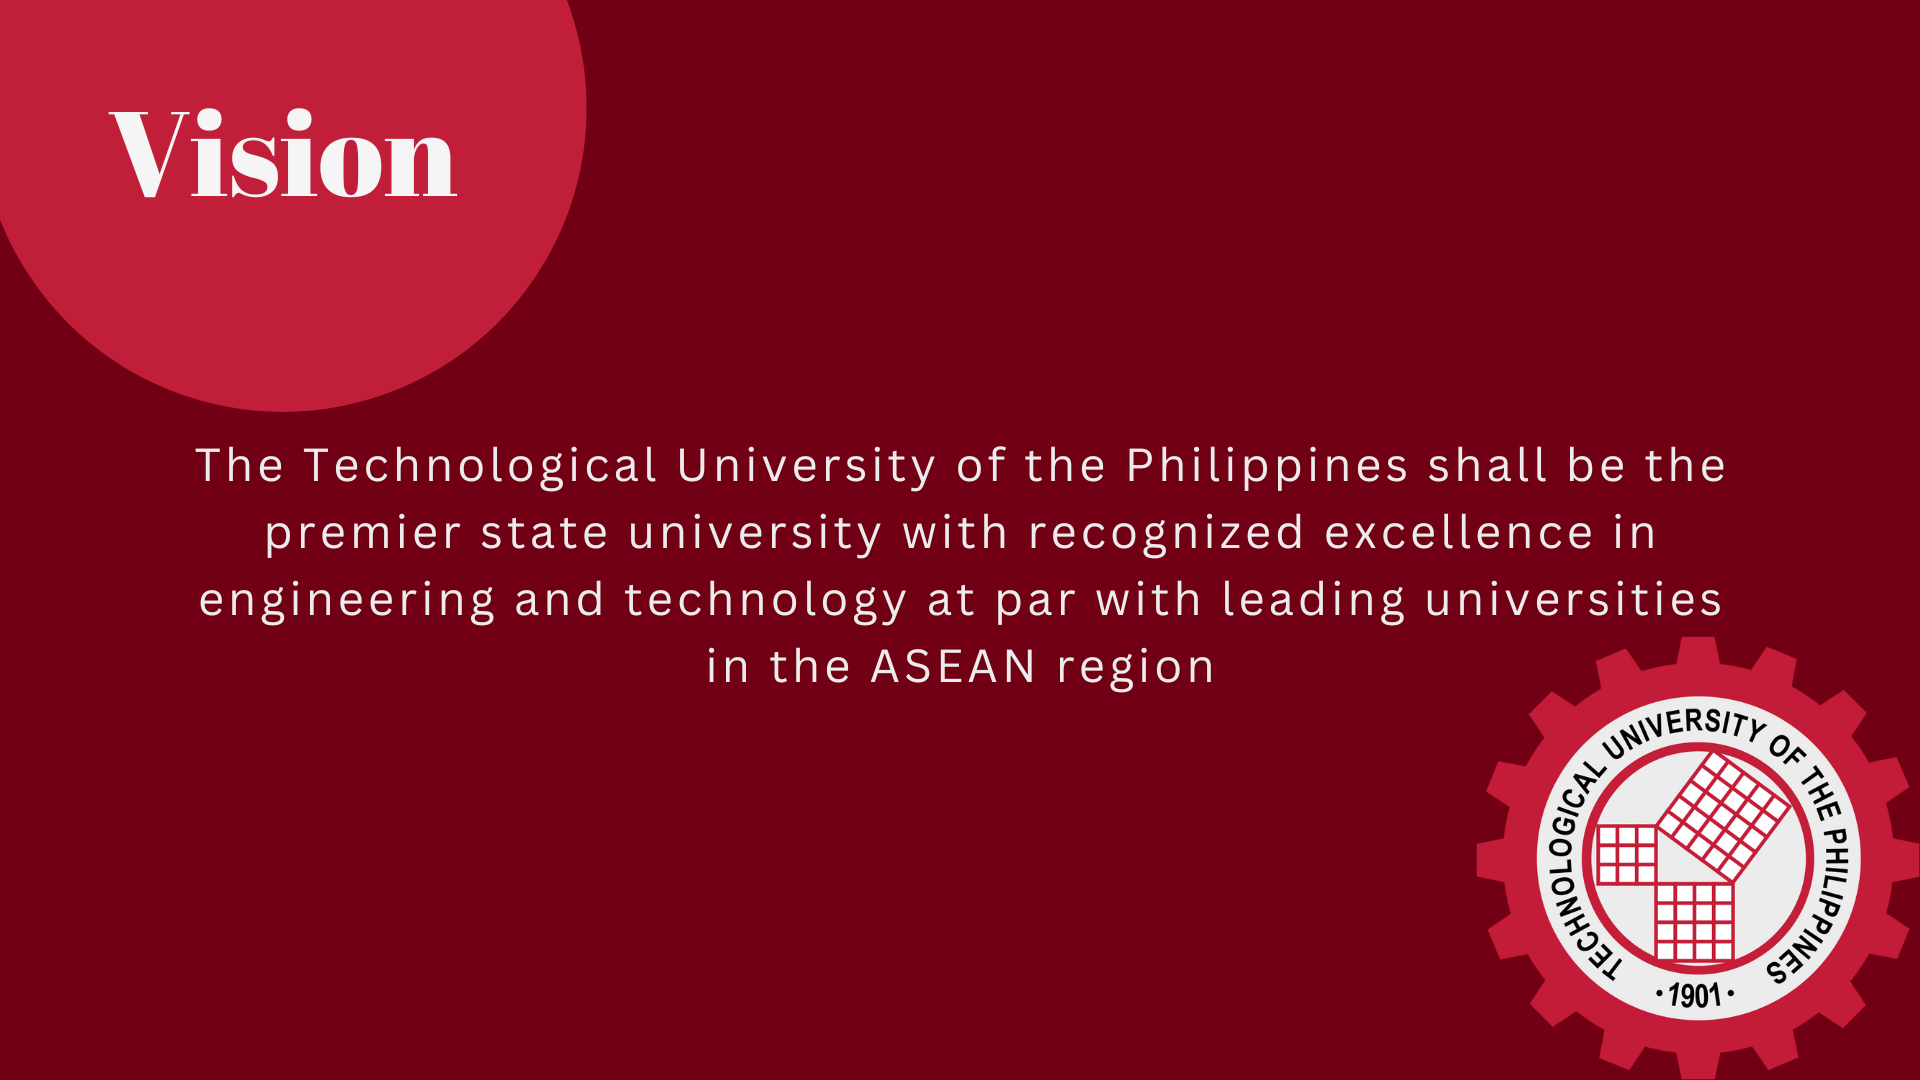 Vision
The Technological University of the Philippines shall be the
premier state university with recognized excellence in
engineering and technology at par with leading universities
in the ASEAN region
TECHNOLOGICAL UNIVERSITY OF THE PHILIPPINES
• 1901 •